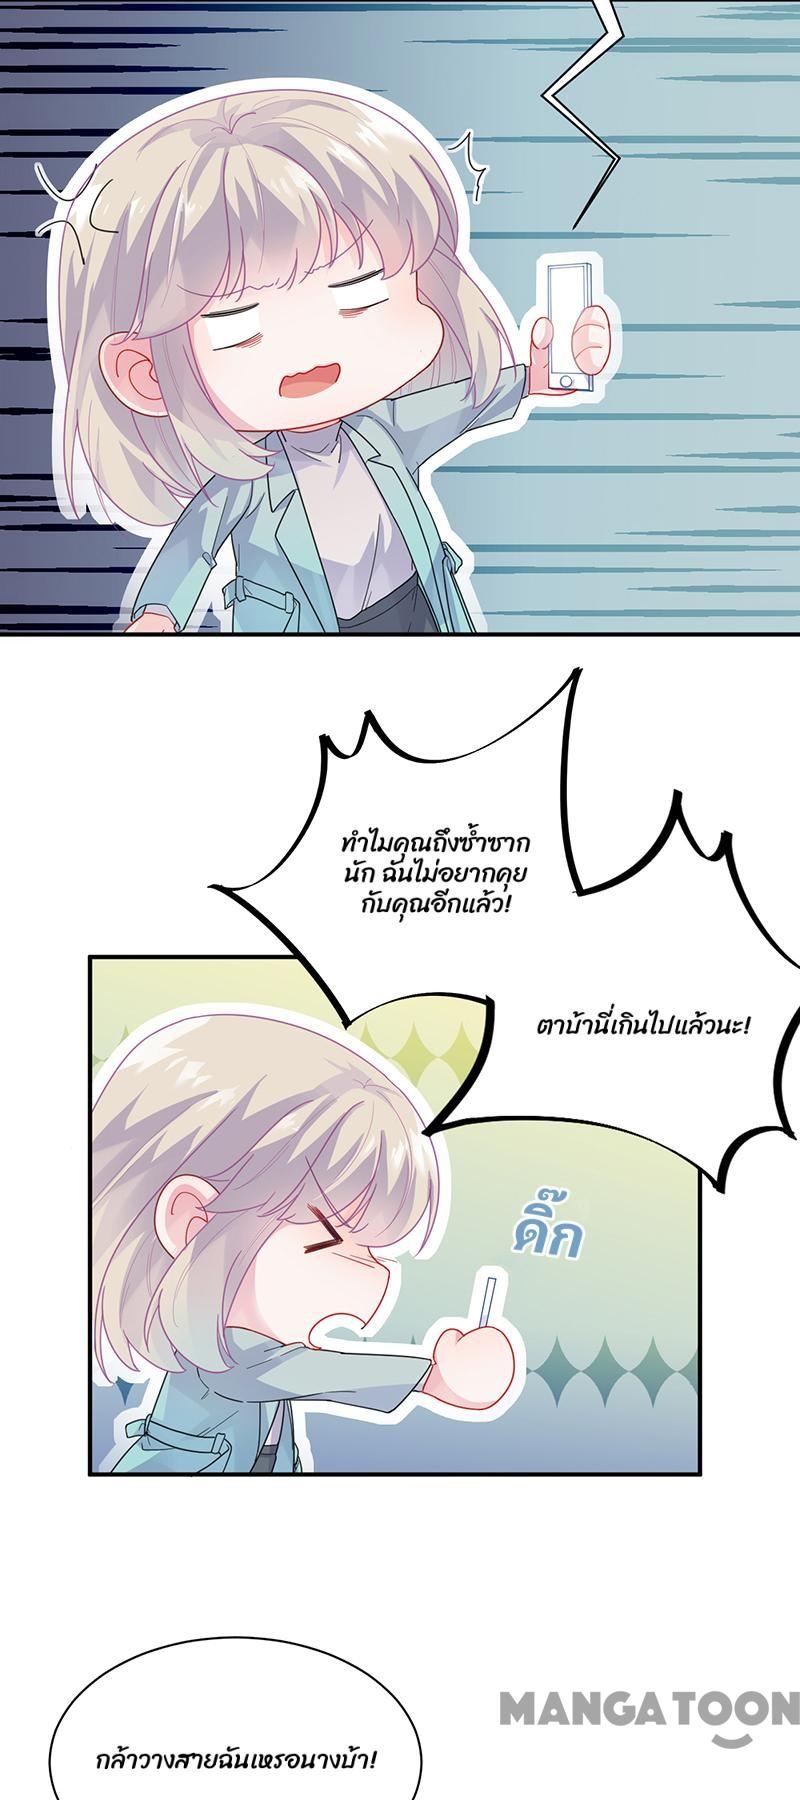 ทำไมคุณถึงซ้ำซาก
นัก ฉันไม่อยากคุย
กับคุณอีกแล้ว!
ตาบ้านี่เกินไปแล้วนะ!
ดิ๊ก
MANGATOON
กล้าวางสายฉันเหรอนางบ้า!